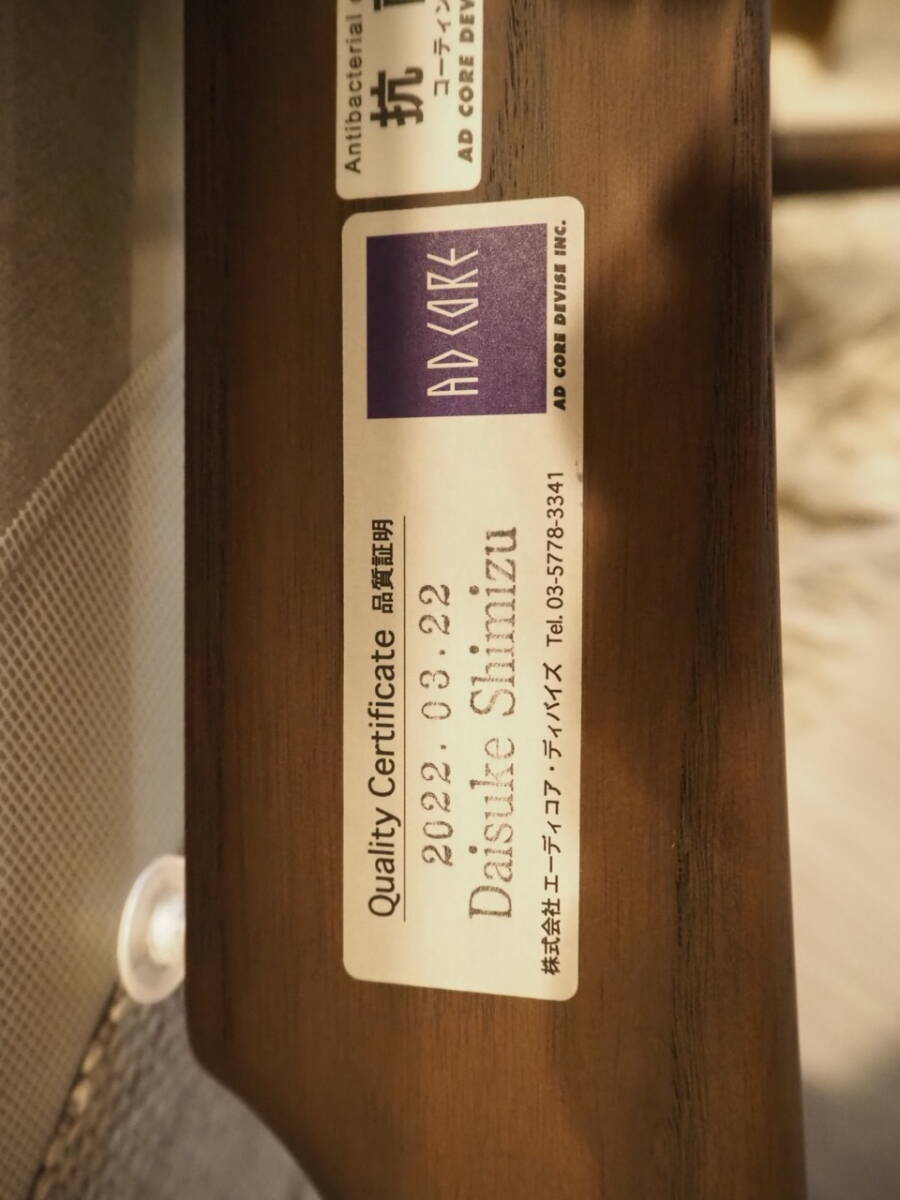 Quality Certificate 品質証明
2022. 03. 22
Daisuke Shimizu
株式会社 エーディコア・ディバイズ Tel. 03-5778-3341
AD CORE
AD CORE DEVISE INC.
Antibacterial
抗
コーティン
AD CORE DEV